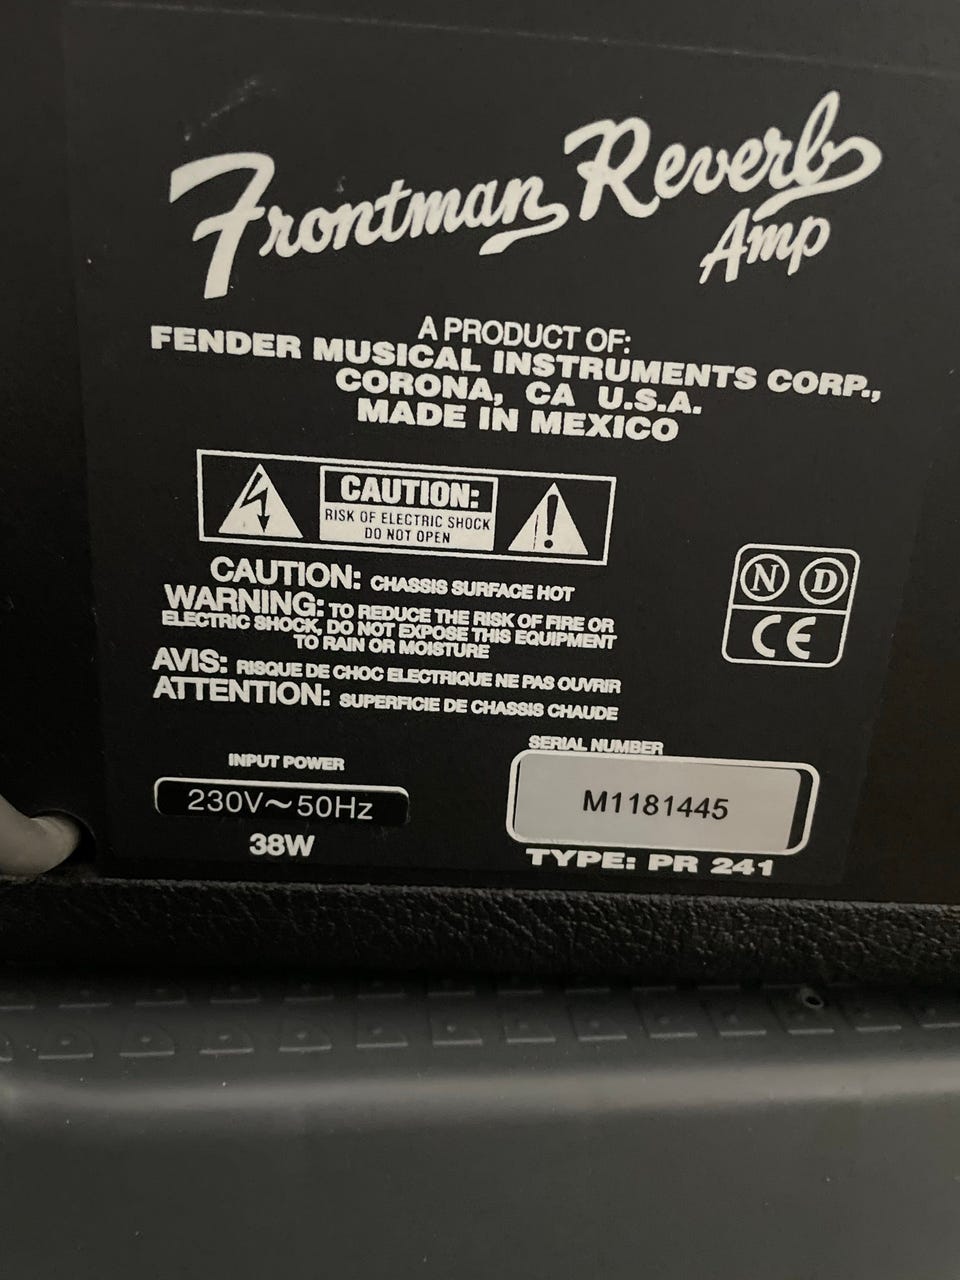 Frontman Reverb
Amp
A PRODUCT OF:
FENDER MUSICAL INSTRUMENTS CORP.,
CORONA, CA U.S.A.
MADE IN MEXICO
CAUTION:
RISK OF ELECTRIC SHOCK
DO NOT OPEN
CAUTION: CHASSIS SURFACE HOT
WARNING: TO REDUCE THE RISK OF FIRE OR
ELECTRIC SHOCK, DO NOT EXPOSE THIS EQUIPMENT
TO RAIN OR MOISTURE
AVIS: RISQUE DE CHOC ELECTRIQUE NE PAS OUVRIR
ATTENTION: SUPERFICIE DE CHASSIS CHAUDE
N D
CE
INPUT POWER
230V~50Hz
38W
SERIAL NUMBER
M1181445
TYPE: PR 241